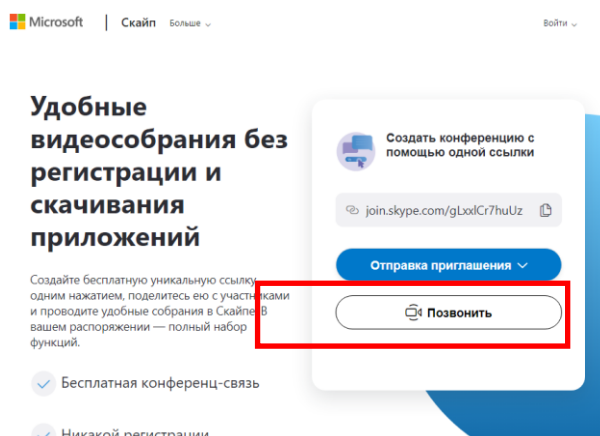 Microsoft | Скайп Больше Войти
Удобные
видеособрания без
регистрации и
скачивания
приложений
Создайте бесплатную уникальную ссылку
одним нажатием, поделитесь ею с участниками
и проводите удобные собрания в Скайпе. В
вашем распоряжении — полный набор
функций.
Бесплатная конференц-связь
Никакой регистрации
Создать конференцию с
помощью одной ссылки
join.skype.com/gLxxlCr7huUz
Отправка приглашения
Позвонить